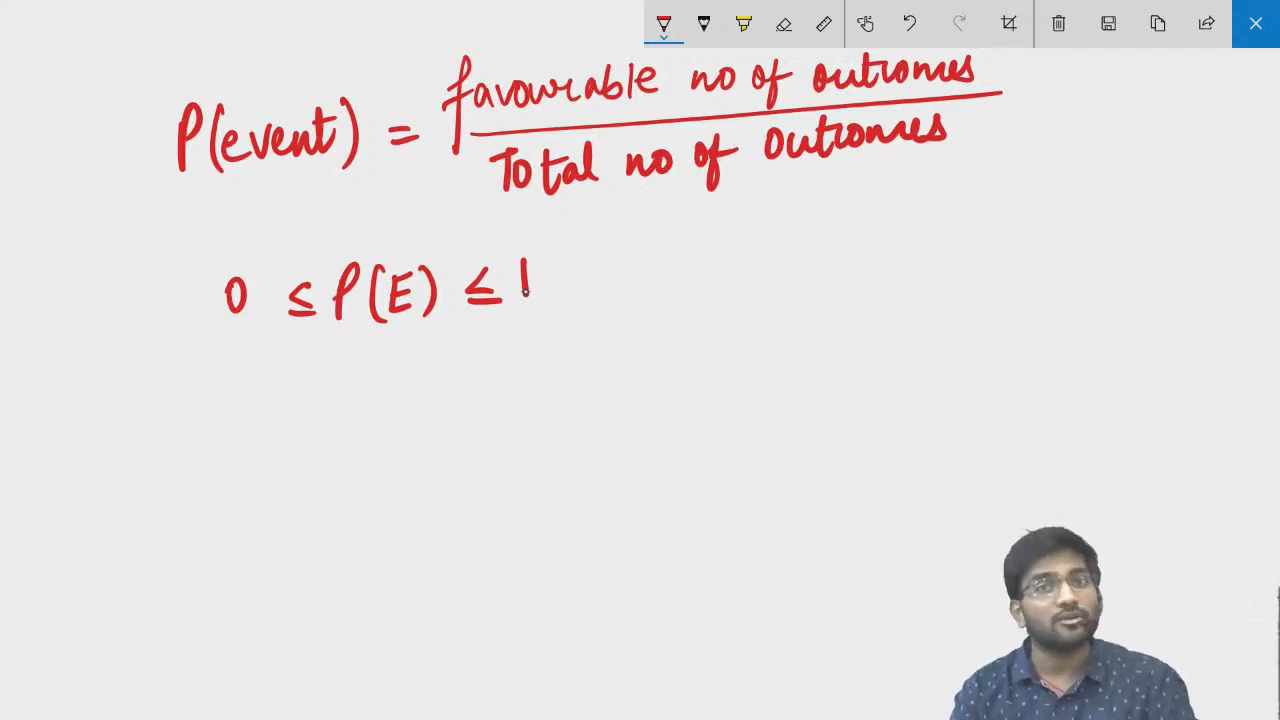 P(event) = favourable no of outcomes
Total no of outcomes
0 ≤ P(E) ≤ 1